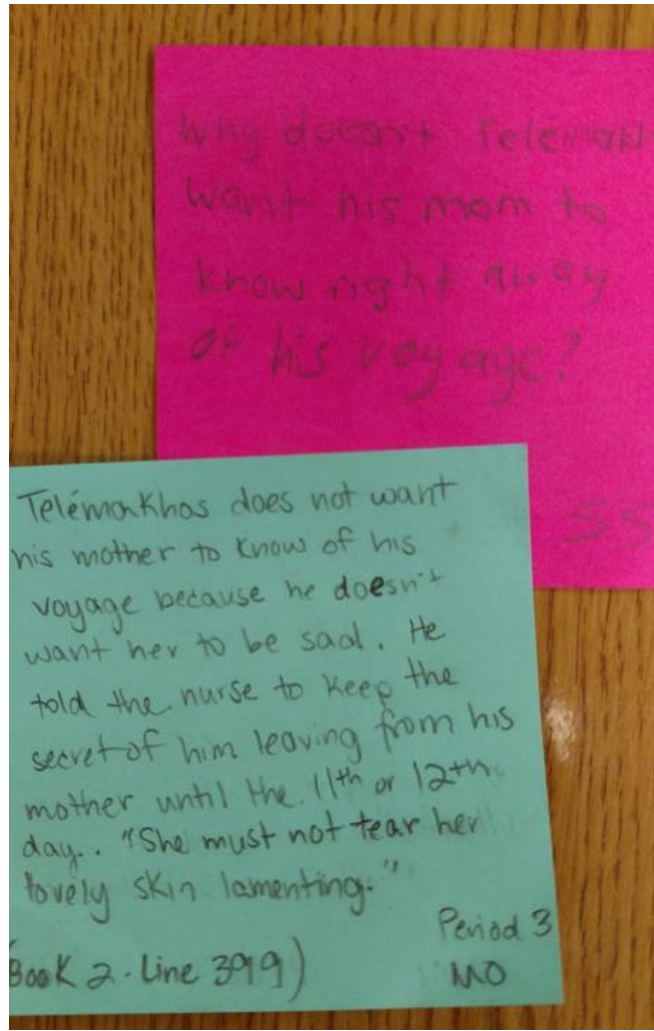 Why doesn't Telemakh
want his mom to
know right away
of his voyage?
SS
Telémakhos does not want
his mother to know of his
voyage because he doesn't
want her to be sad. He
told the nurse to keep the
secret of him leaving from his
mother until the 11th or 12th
day.. "She must not tear her
lovely skin lamenting."
Period 3
(Book 2. Line 399)
MO